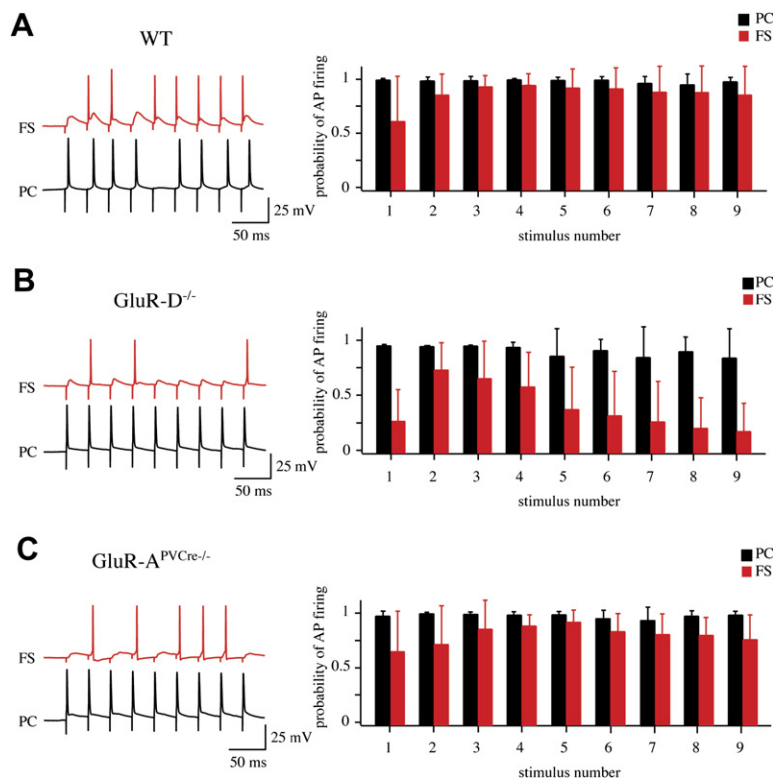 A
WT
FS
PC
25 mV
50 ms
PC
FS
probability of AP firing
1
0.5
0
1 2 3 4 5 6 7 8 9
stimulus number
B
GluR-D-/-
FS
PC
25 mV
50 ms
PC
FS
probability of AP firing
1
0.5
0
1 2 3 4 5 6 7 8 9
stimulus number
C
GluR-APVCre-/-
FS
PC
25 mV
50 ms
PC
FS
probability of AP firing
1
0.5
0
1 2 3 4 5 6 7 8 9
stimulus number